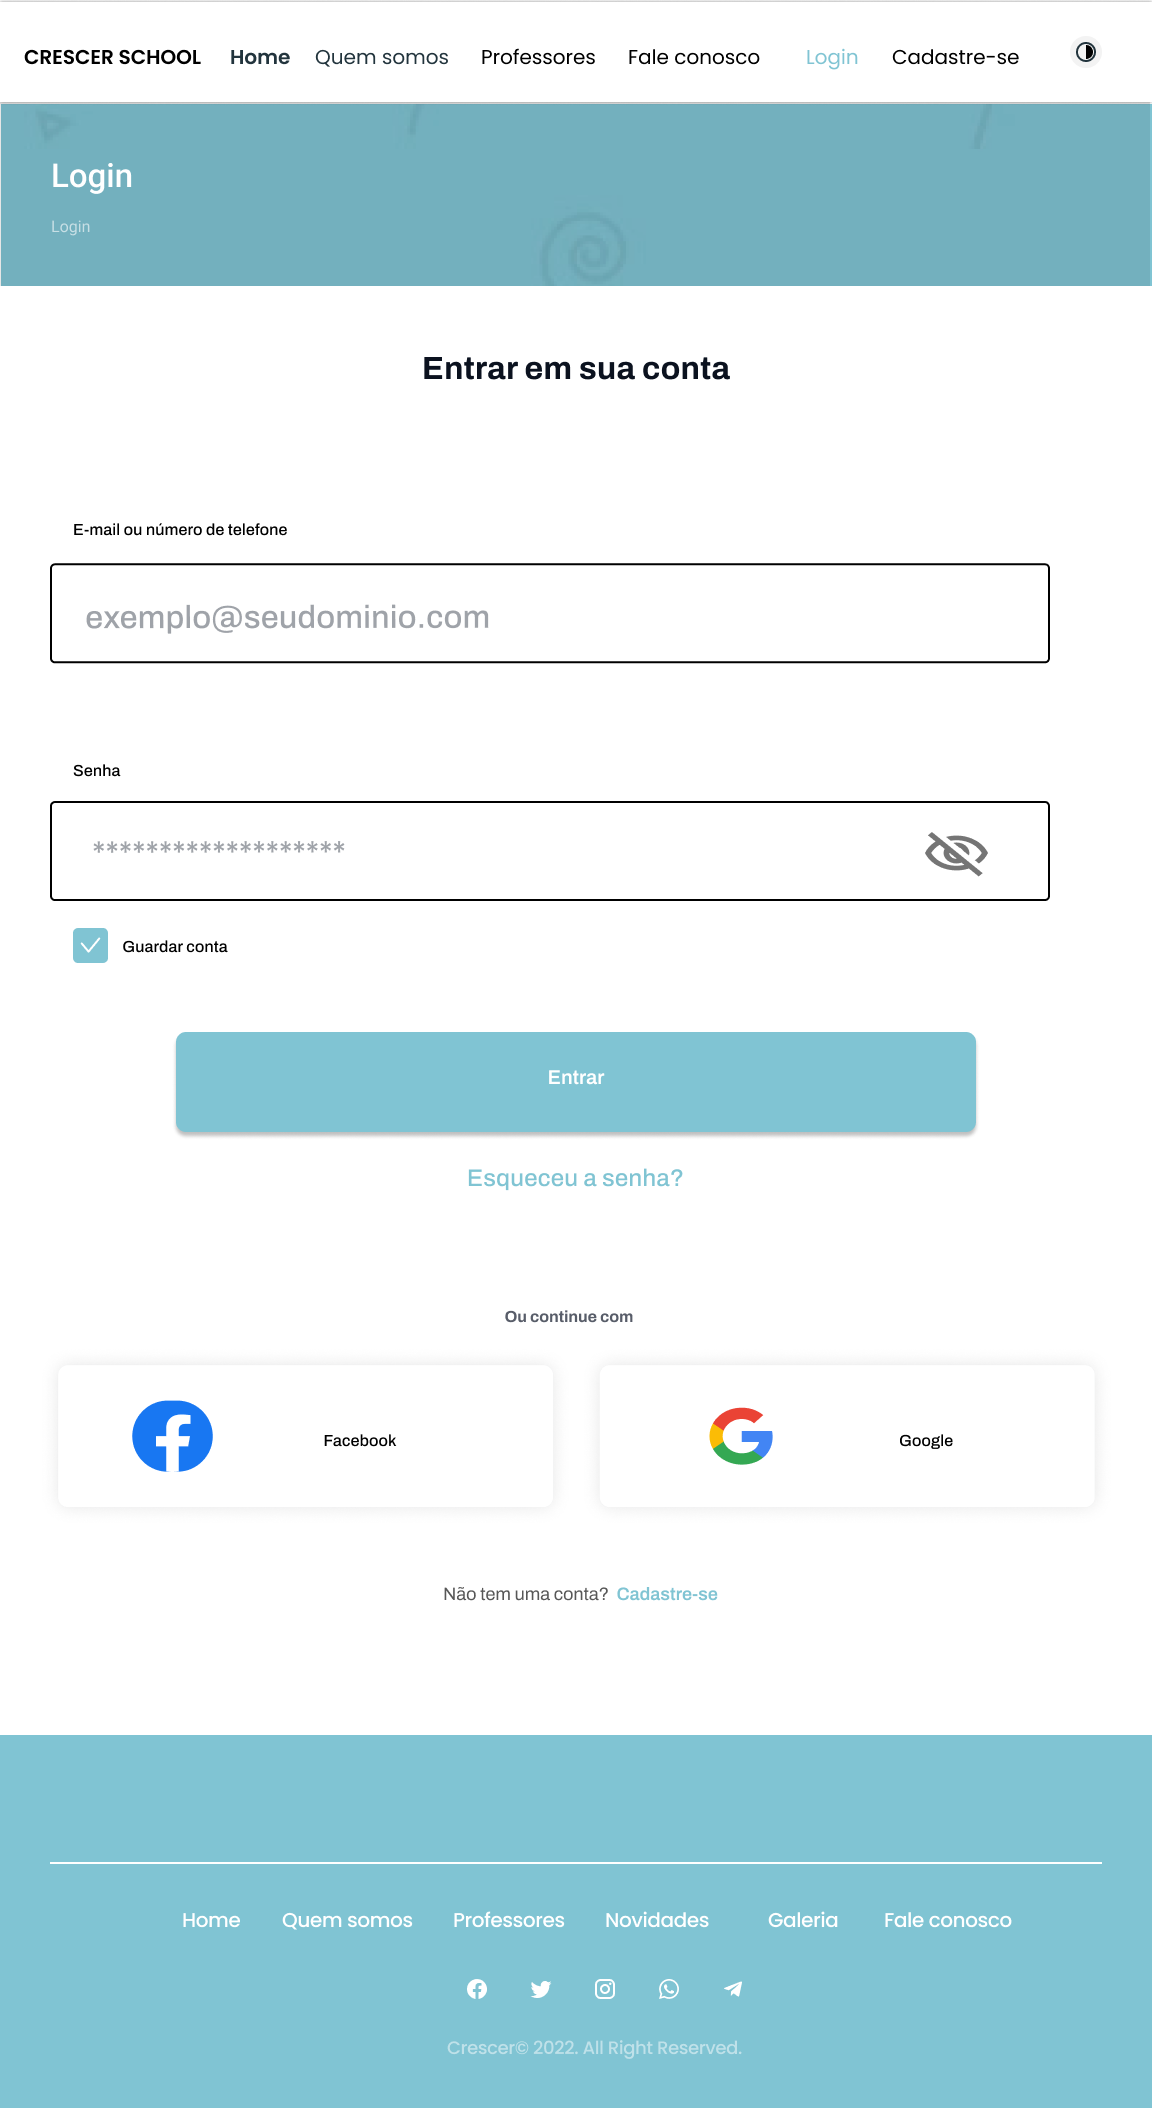 CRESCER SCHOOL Home Quem somos Professores Fale conosco Login Cadastre-se
Login
Login
Entrar em sua conta
E-mail ou número de telefone
exemplo@seudominio.com
Senha
*******************
Guardar conta
Entrar
Esqueceu a senha?
Ou continue com
Facebook Google
Não tem uma conta? Cadastre-se
Home Quem somos Professores Novidades Galeria Fale conosco
Crescer© 2022. All Right Reserved.